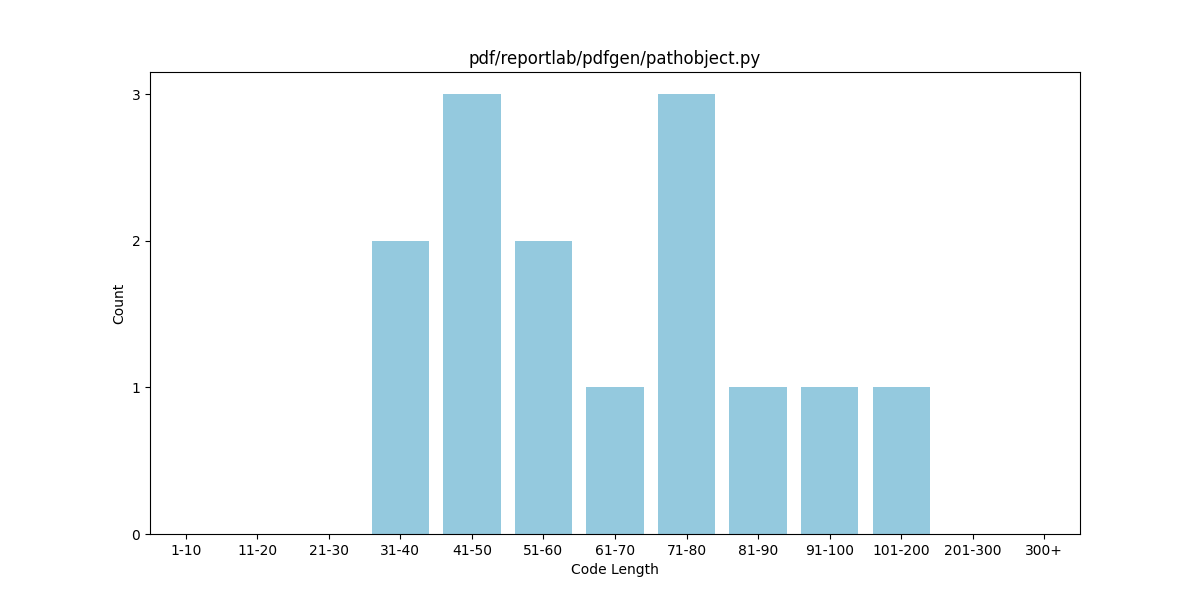 pdf/reportlab/pdfgen/pathobject.py
3
2
1
0
Count
1-10 11-20 21-30 31-40 41-50 51-60 61-70 71-80 81-90 91-100 101-200 201-300 300+
Code Length